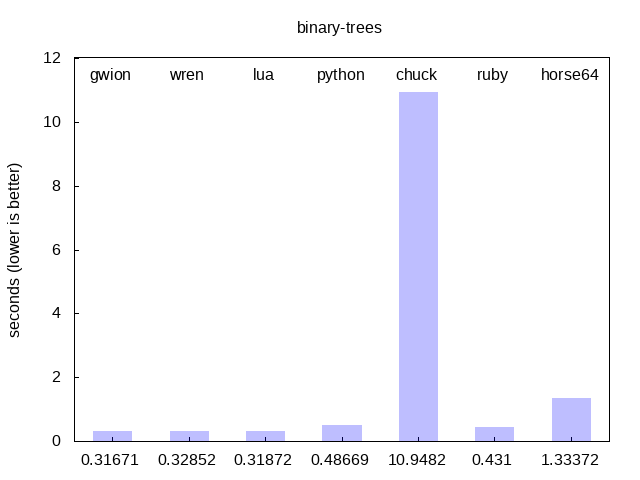 binary-trees
12
gwion wren lua python chuck ruby horse64
10
8
6
4
2
0
seconds (lower is better)
0.31671 0.32852 0.31872 0.48669 10.9482 0.431 1.33372